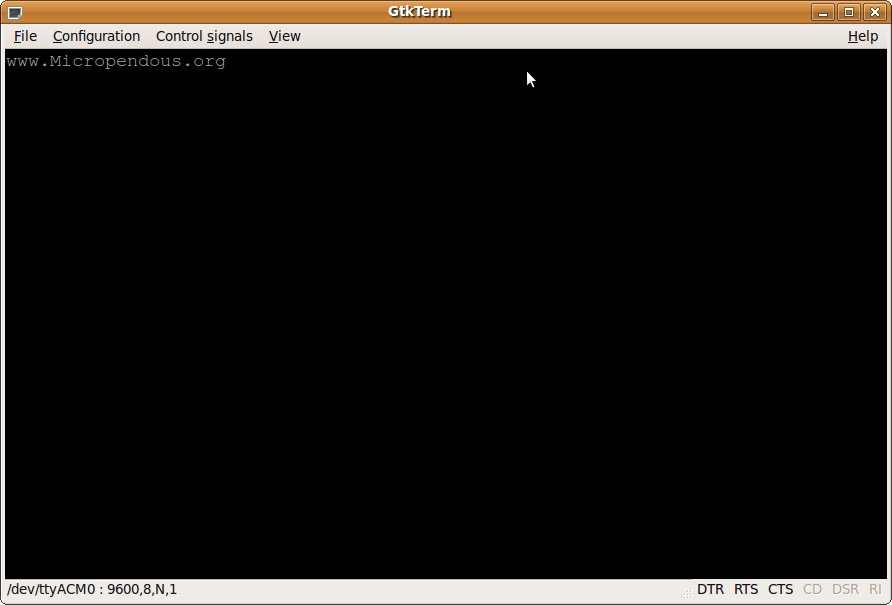 GtkTerm
File Configuration Control signals View Help
www.Micropendous.org
/dev/ttyACM0 : 9600,8,N,1 DTR RTS CTS CD DSR RI